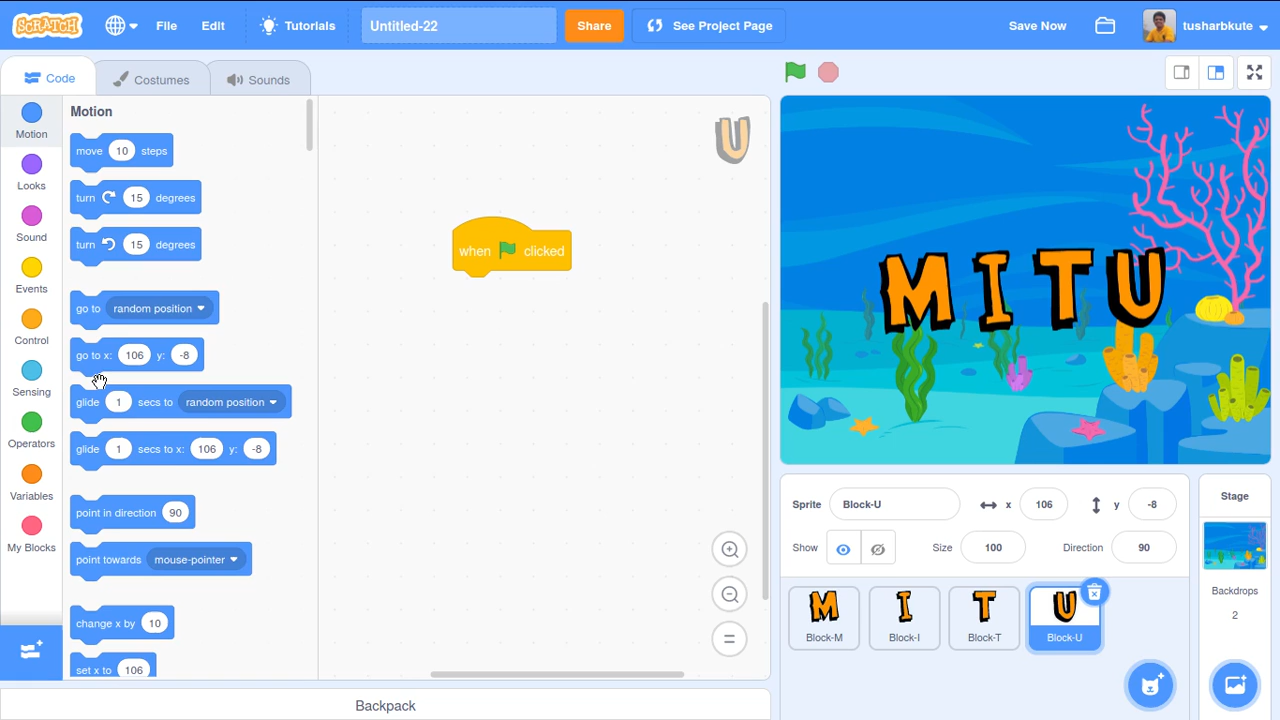 SCRATCH File Edit Tutorials Untitled-22 Share See Project Page Save Now tusharbkute
Code Costumes Sounds
Motion
Looks
Sound
Events
Control
Sensing
Operators
Variables
My Blocks
Motion
move 10 steps
turn 15 degrees
turn 15 degrees
go to random position
go to x: 106 y: -8
glide 1 secs to random position
glide 1 secs to x: 106 y: -8
point in direction 90
point towards mouse-pointer
change x by 10
set x to 106
when clicked
U
Backpack
MITU
Sprite Block-U x 106 y -8
Show Size 100 Direction 90
M I T U
Block-M Block-I Block-T Block-U
Stage
Backdrops
2